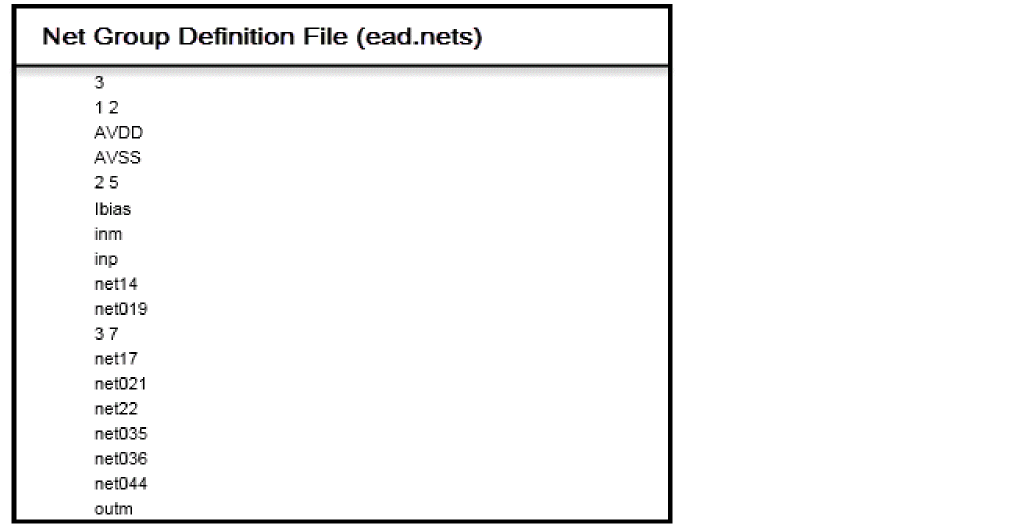 Net Group Definition File (ead.nets)
3
1 2
AVDD
AVSS
2 5
Ibias
inm
inp
net14
net019
3 7
net17
net021
net22
net035
net036
net044
outm